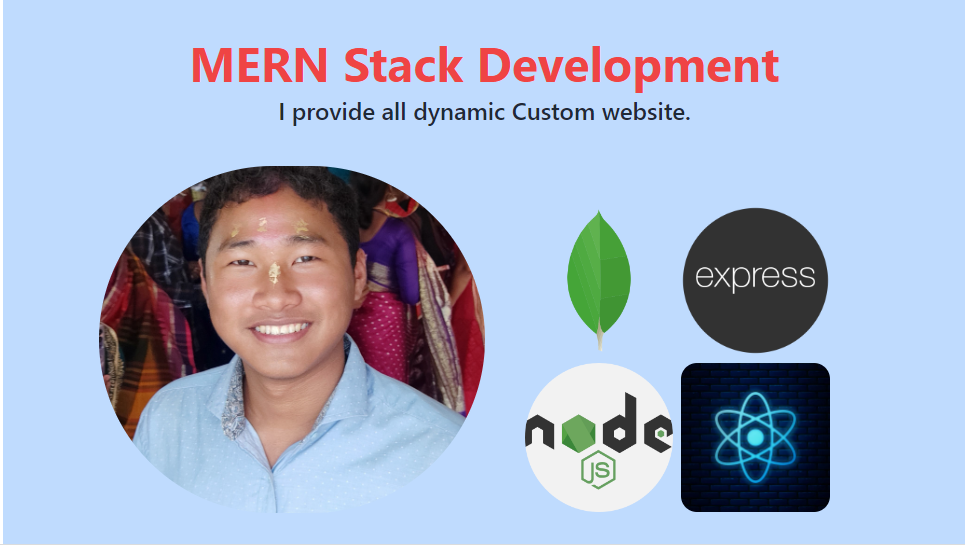 MERN Stack Development
I provide all dynamic Custom website.
express
node
JS